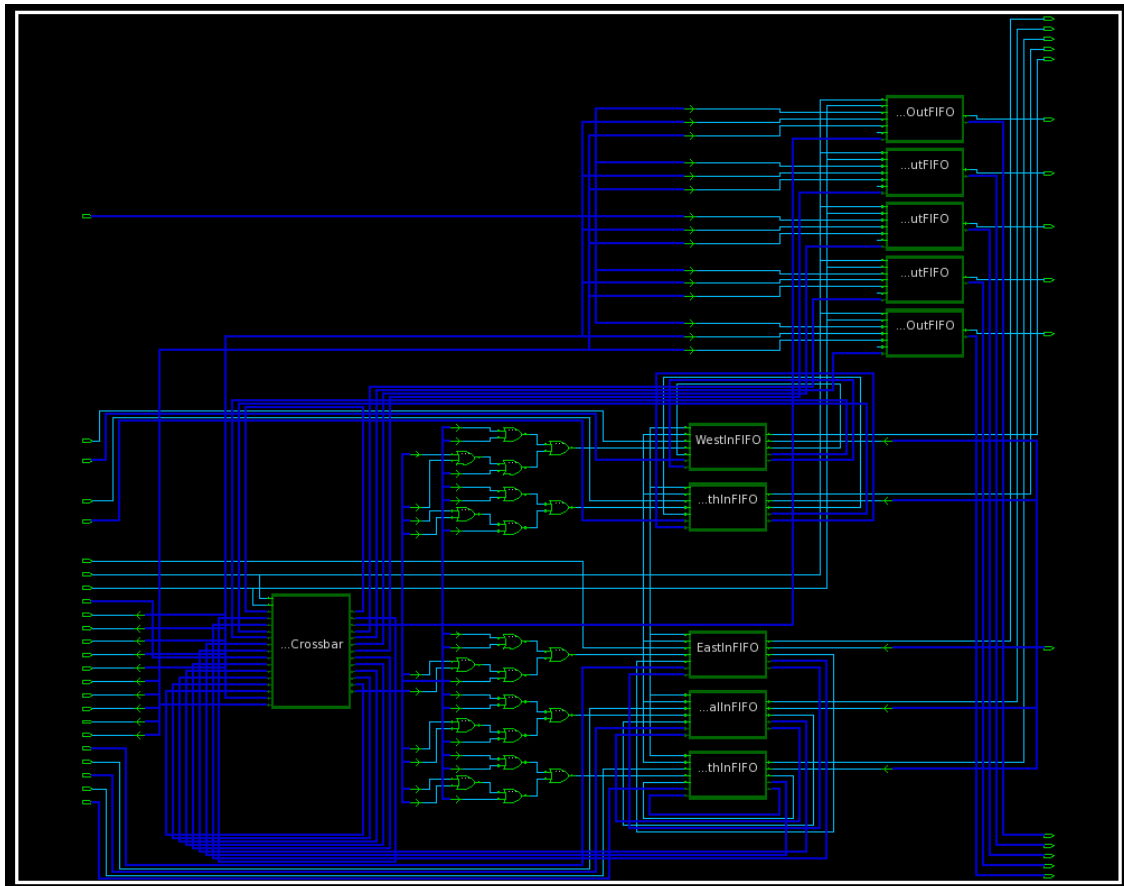 ...OutFIFO
...utFIFO
...utFIFO
...utFIFO
...OutFIFO
WestInFIFO
...thInFIFO
...Crossbar
EastInFIFO
...alInFIFO
...thInFIFO